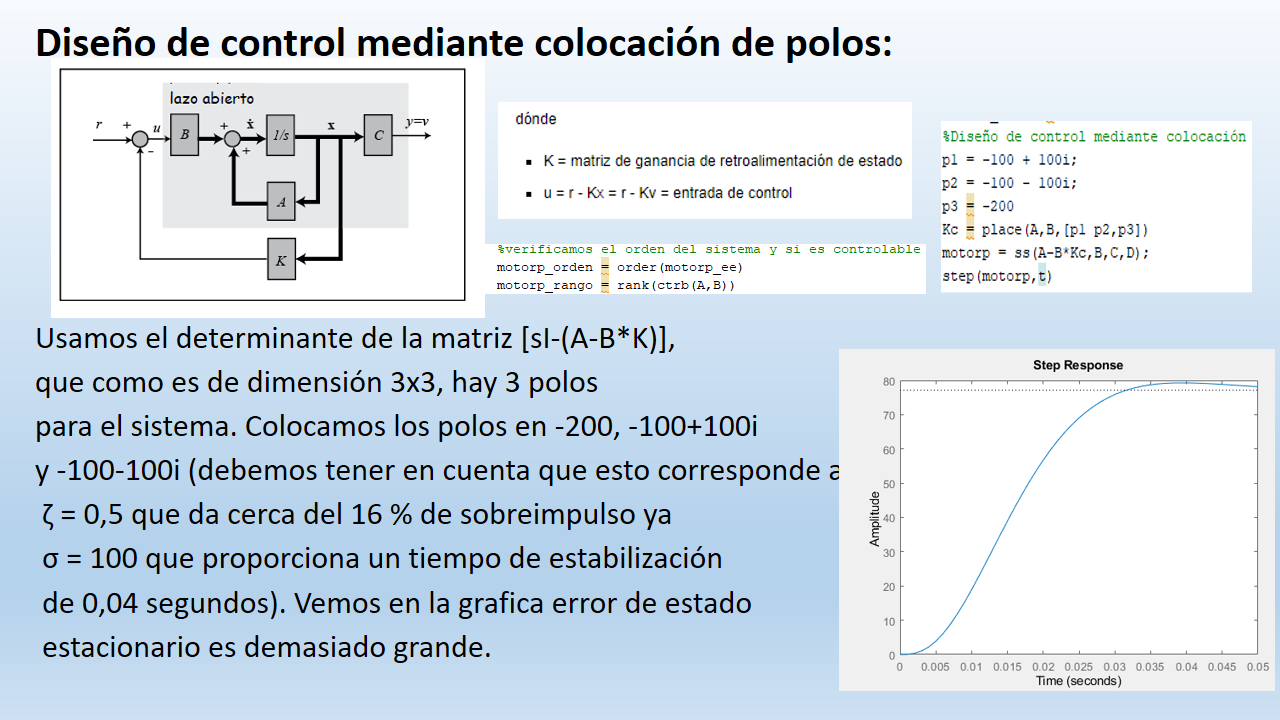 Diseño de control mediante colocación de polos:
lazo abierto
r
+
-
u
B
+
+
ẋ
1/s
x
C
y=v
A
K
dónde
▪ K = matriz de ganancia de retroalimentación de estado
▪ u = r - Kx = r - Kv = entrada de control
%verificamos el orden del sistema y si es controlable
motorp_orden = order(motorp_ee)
motorp_rango = rank(ctrb(A,B))
%Diseño de control mediante colocación
p1 = -100 + 100i;
p2 = -100 - 100i;
p3 = -200
Kc = place(A,B,[p1 p2,p3])
motorp = ss(A-B*Kc,B,C,D);
step(motorp,t)
Usamos el determinante de la matriz [sI-(A-B*K)],
que como es de dimensión 3x3, hay 3 polos
para el sistema. Colocamos los polos en -200, -100+100i
y -100-100i (debemos tener en cuenta que esto corresponde a
ζ = 0,5 que da cerca del 16 % de sobreimpulso ya
σ = 100 que proporciona un tiempo de estabilización
de 0,04 segundos). Vemos en la grafica error de estado
estacionario es demasiado grande.
Step Response
Amplitude
80
70
60
50
40
30
20
10
0
0 0.005 0.01 0.015 0.02 0.025 0.03 0.035 0.04 0.045 0.05
Time (seconds)